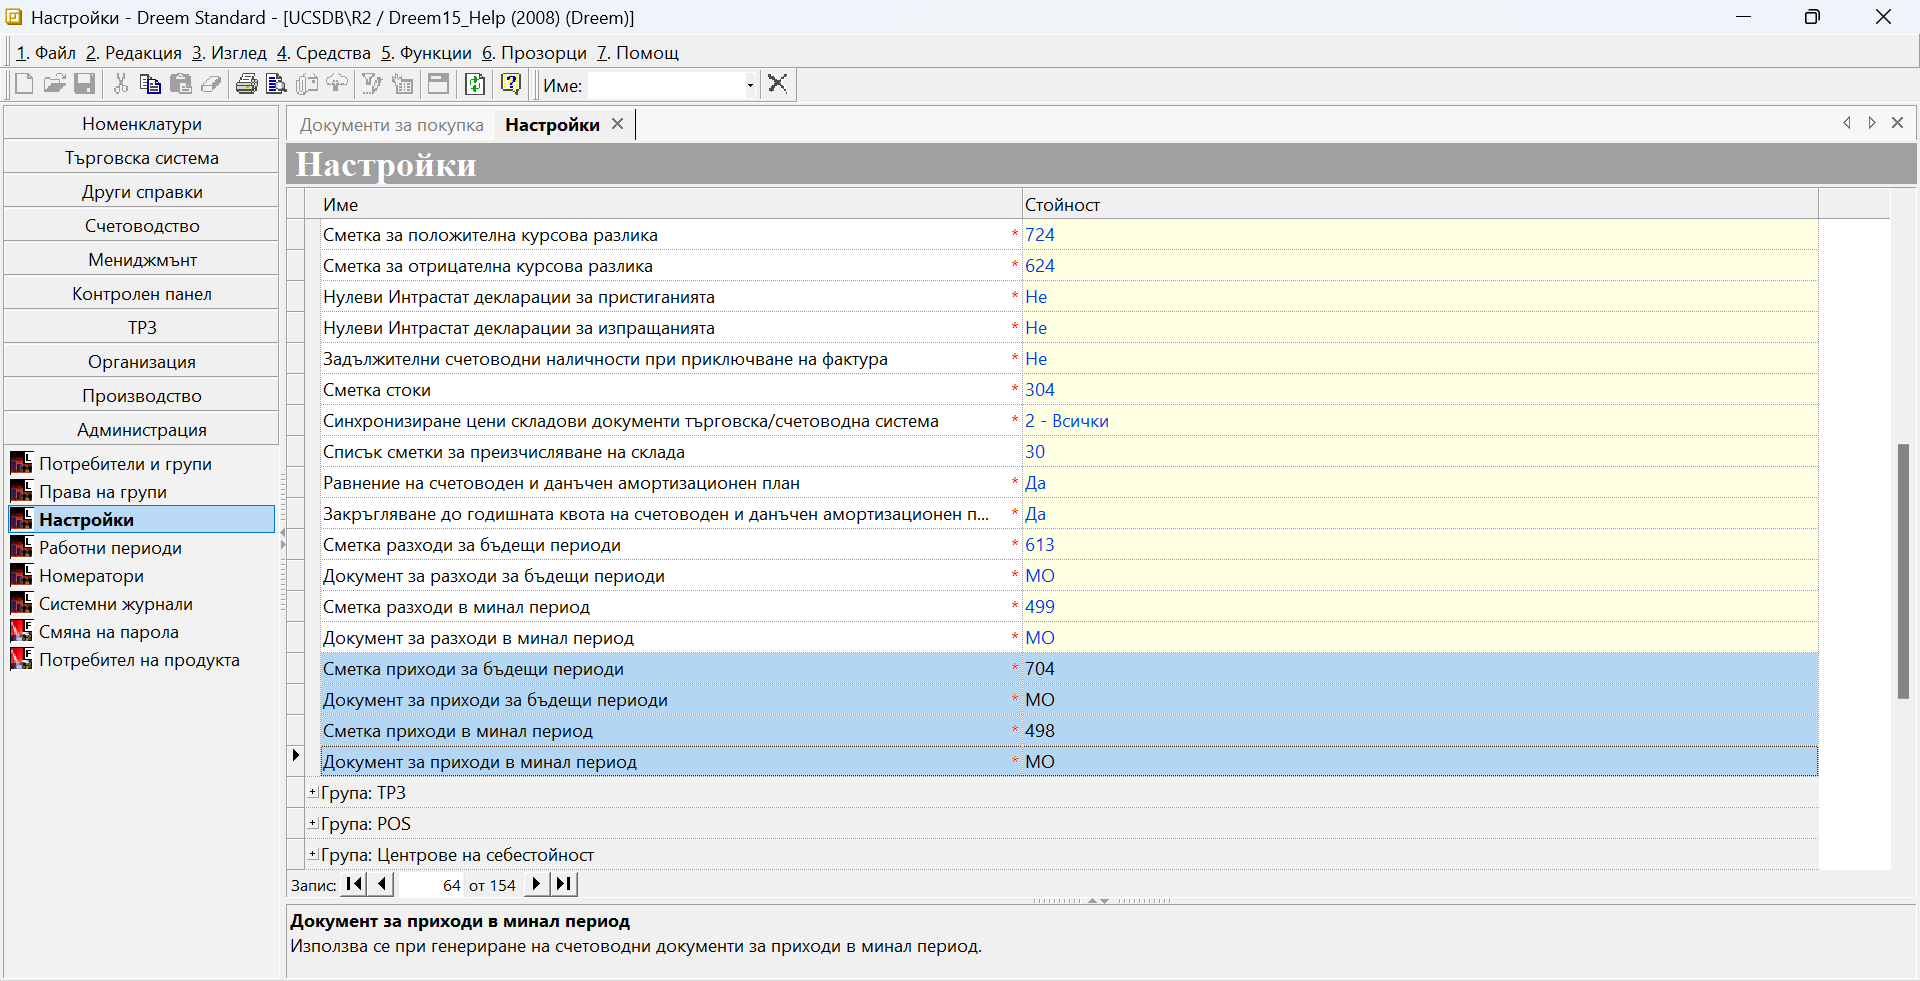 Настройки - Dreem Standard - [UCSDB\R2 / Dreem15_Help (2008) (Dreem)]
1. Файл 2. Редакция 3. Изглед 4. Средства 5. Функции 6. Прозорци 7. Помощ
Име:
Номенклатури
Търговска система
Други справки
Счетоводство
Мениджмънт
Контролен панел
ТРЗ
Организация
Производство
Администрация
Потребители и групи
Права на групи
Настройки
Работни периоди
Номератори
Системни журнали
Смяна на парола
Потребител на продукта
Документи за покупка Настройки
Настройки
Име Стойност
Сметка за положителна курсова разлика * 724
Сметка за отрицателна курсова разлика * 624
Нулеви Интрастат декларации за пристиганията * Не
Нулеви Интрастат декларации за изпращанията * Не
Задължителни счетоводни наличности при приключване на фактура * Не
Сметка стоки * 304
Синхронизиране цени складови документи търговска/счетоводна система * 2 - Всички
Списък сметки за преизчисляване на склада 30
Равнение на счетоводен и данъчен амортизационен план * Да
Закръгляване до годишната квота на счетоводен и данъчен амортизационен п... * Да
Сметка разходи за бъдещи периоди * 613
Документ за разходи за бъдещи периоди * МО
Сметка разходи в минал период * 499
Документ за разходи в минал период * МО
Сметка приходи за бъдещи периоди * 704
Документ за приходи за бъдещи периоди * МО
Сметка приходи в минал период * 498
Документ за приходи в минал период * МО
Група: ТРЗ
Група: POS
Група: Центрове на себестойност
Запис: 64 от 154
Документ за приходи в минал период
Използва се при генериране на счетоводни документи за приходи в минал период.